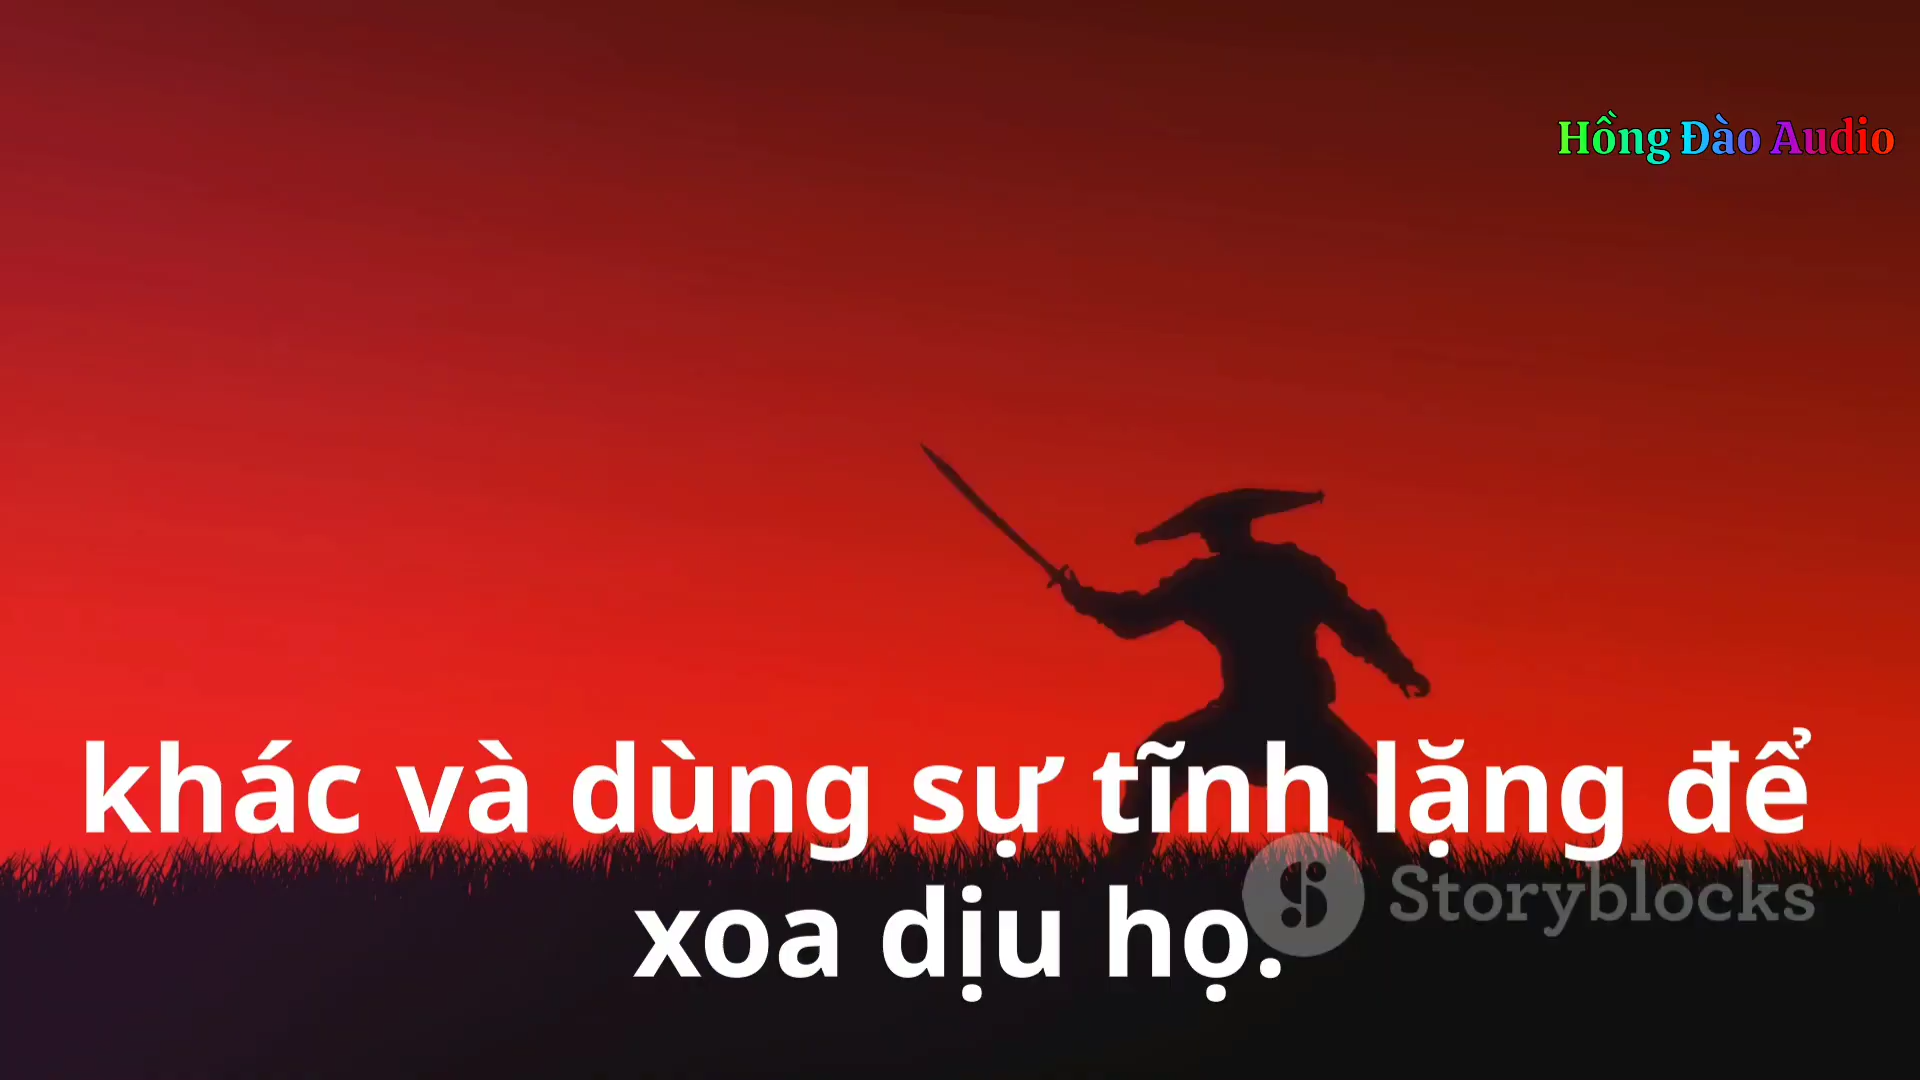 Hồng Đào Audio
khác và dùng sự tĩnh lặng để
xoa dịu họ.
Storyblocks